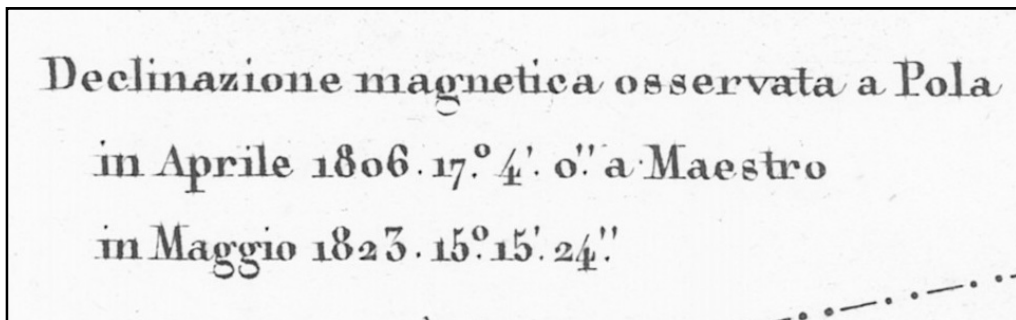 Declinazione magnetica osservata a Pola
in Aprile 1806. 17.° 4'. 0". a Maestro
in Maggio 1823. 15.° 15'. 24".